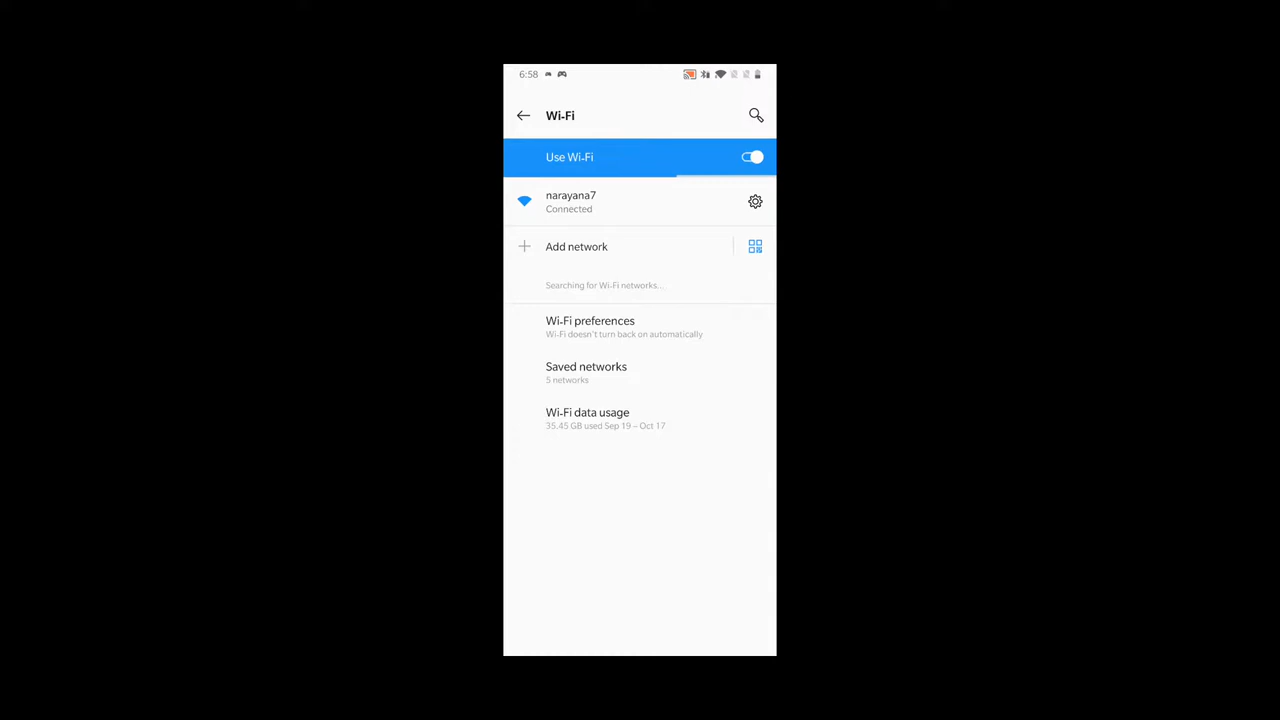 6:58
Wi-Fi
Use Wi-Fi
narayana7
Connected
Add network
Searching for Wi-Fi networks...
Wi-Fi preferences
Wi-Fi doesn't turn back on automatically
Saved networks
5 networks
Wi-Fi data usage
35.45 GB used Sep 19 – Oct 17